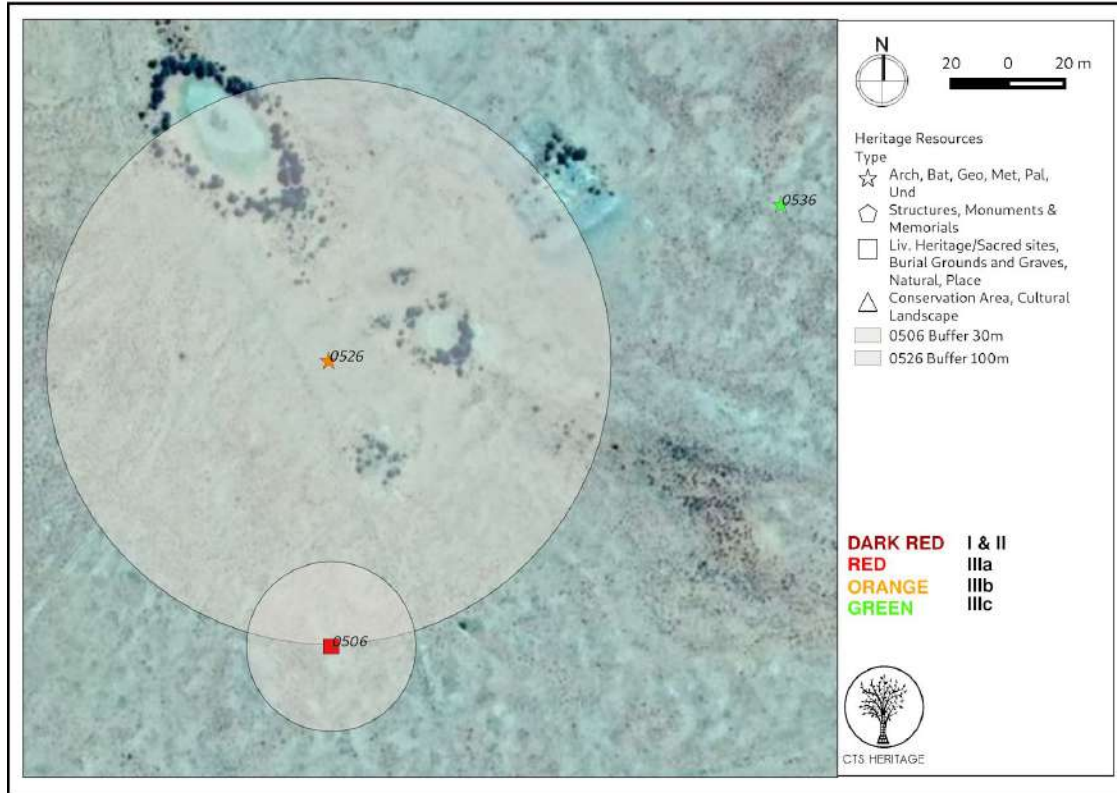 N
20 0 20 m
Heritage Resources
Type
Arch, Bat, Geo, Met, Pal,
Und
Structures, Monuments &
Memorials
Liv. Heritage/Sacred sites,
Burial Grounds and Graves,
Natural, Place
Conservation Area, Cultural
Landscape
0506 Buffer 30m
0526 Buffer 100m
0536
0526
0506
DARK RED I & II
RED IIIa
ORANGE IIIb
GREEN IIIc
CTS HERITAGE